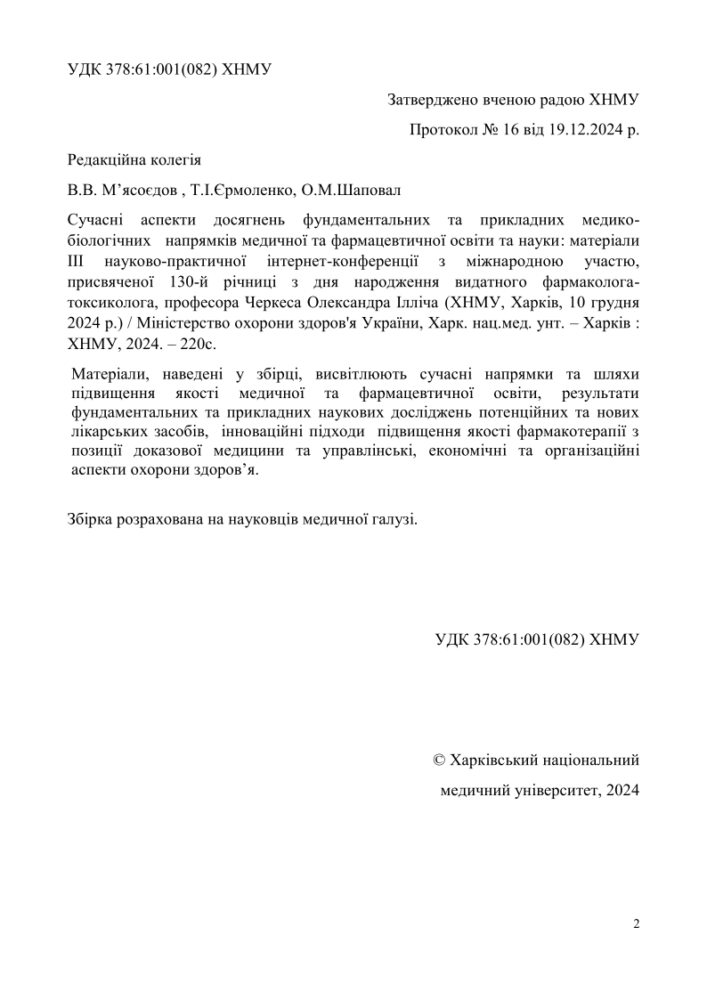 УДК 378:61:001(082) ХНМУ
Затверджено вченою радою ХНМУ
Протокол № 16 від 19.12.2024 р.
Редакційна колегія
В.В. М’ясоєдов , Т.І.Єрмоленко, О.М.Шаповал
Сучасні аспекти досягнень фундаментальних та прикладних медико-
біологічних напрямків медичної та фармацевтичної освіти та науки: матеріали
ІІІ науково-практичної інтернет-конференції з міжнародною участю,
присвяченої 130-й річниці з дня народження видатного фармаколога-
токсиколога, професора Черкеса Олександра Ілліча (ХНМУ, Харків, 10 грудня
2024 р.) / Міністерство охорони здоров'я України, Харк. нац.мед. унт. – Харків :
ХНМУ, 2024. – 220с.
Матеріали, наведені у збірці, висвітлюють сучасні напрямки та шляхи
підвищення якості медичної та фармацевтичної освіти, результати
фундаментальних та прикладних наукових досліджень потенційних та нових
лікарських засобів, інноваційні підходи підвищення якості фармакотерапії з
позиції доказової медицини та управлінські, економічні та організаційні
аспекти охорони здоров’я.
Збірка розрахована на науковців медичної галузі.
УДК 378:61:001(082) ХНМУ
© Харківський національний
медичний університет, 2024
2